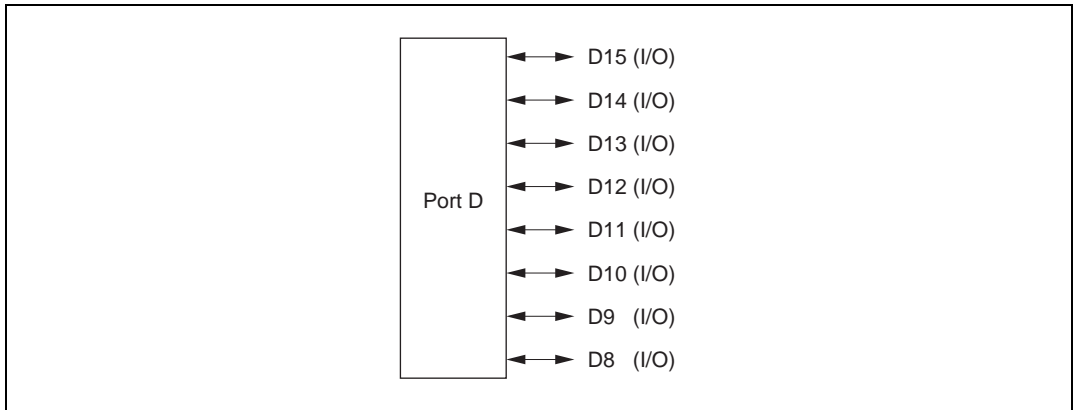 D15 (I/O)
D14 (I/O)
D13 (I/O)
D12 (I/O)
Port D
D11 (I/O)
D10 (I/O)
D9 (I/O)
D8 (I/O)